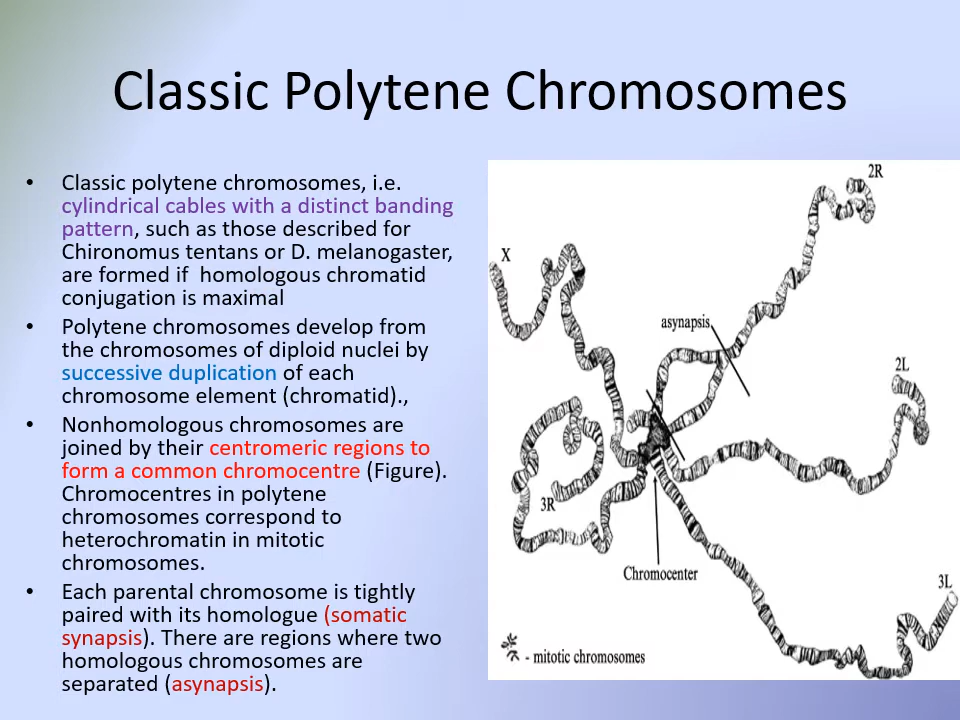 Classic Polytene Chromosomes
• Classic polytene chromosomes, i.e.
cylindrical cables with a distinct banding
pattern, such as those described for
Chironomus tentans or D. melanogaster,
are formed if homologous chromatid
conjugation is maximal
• Polytene chromosomes develop from
the chromosomes of diploid nuclei by
successive duplication of each
chromosome element (chromatid).,
• Nonhomologous chromosomes are
joined by their centromeric regions to
form a common chromocentre (Figure).
Chromocentres in polytene
chromosomes correspond to
heterochromatin in mitotic
chromosomes.
• Each parental chromosome is tightly
paired with its homologue (somatic
synapsis). There are regions where two
homologous chromosomes are
separated (asynapsis).
2R
X
asynapsis
2L
3R
Chromocenter
3L
- mitotic chromosomes